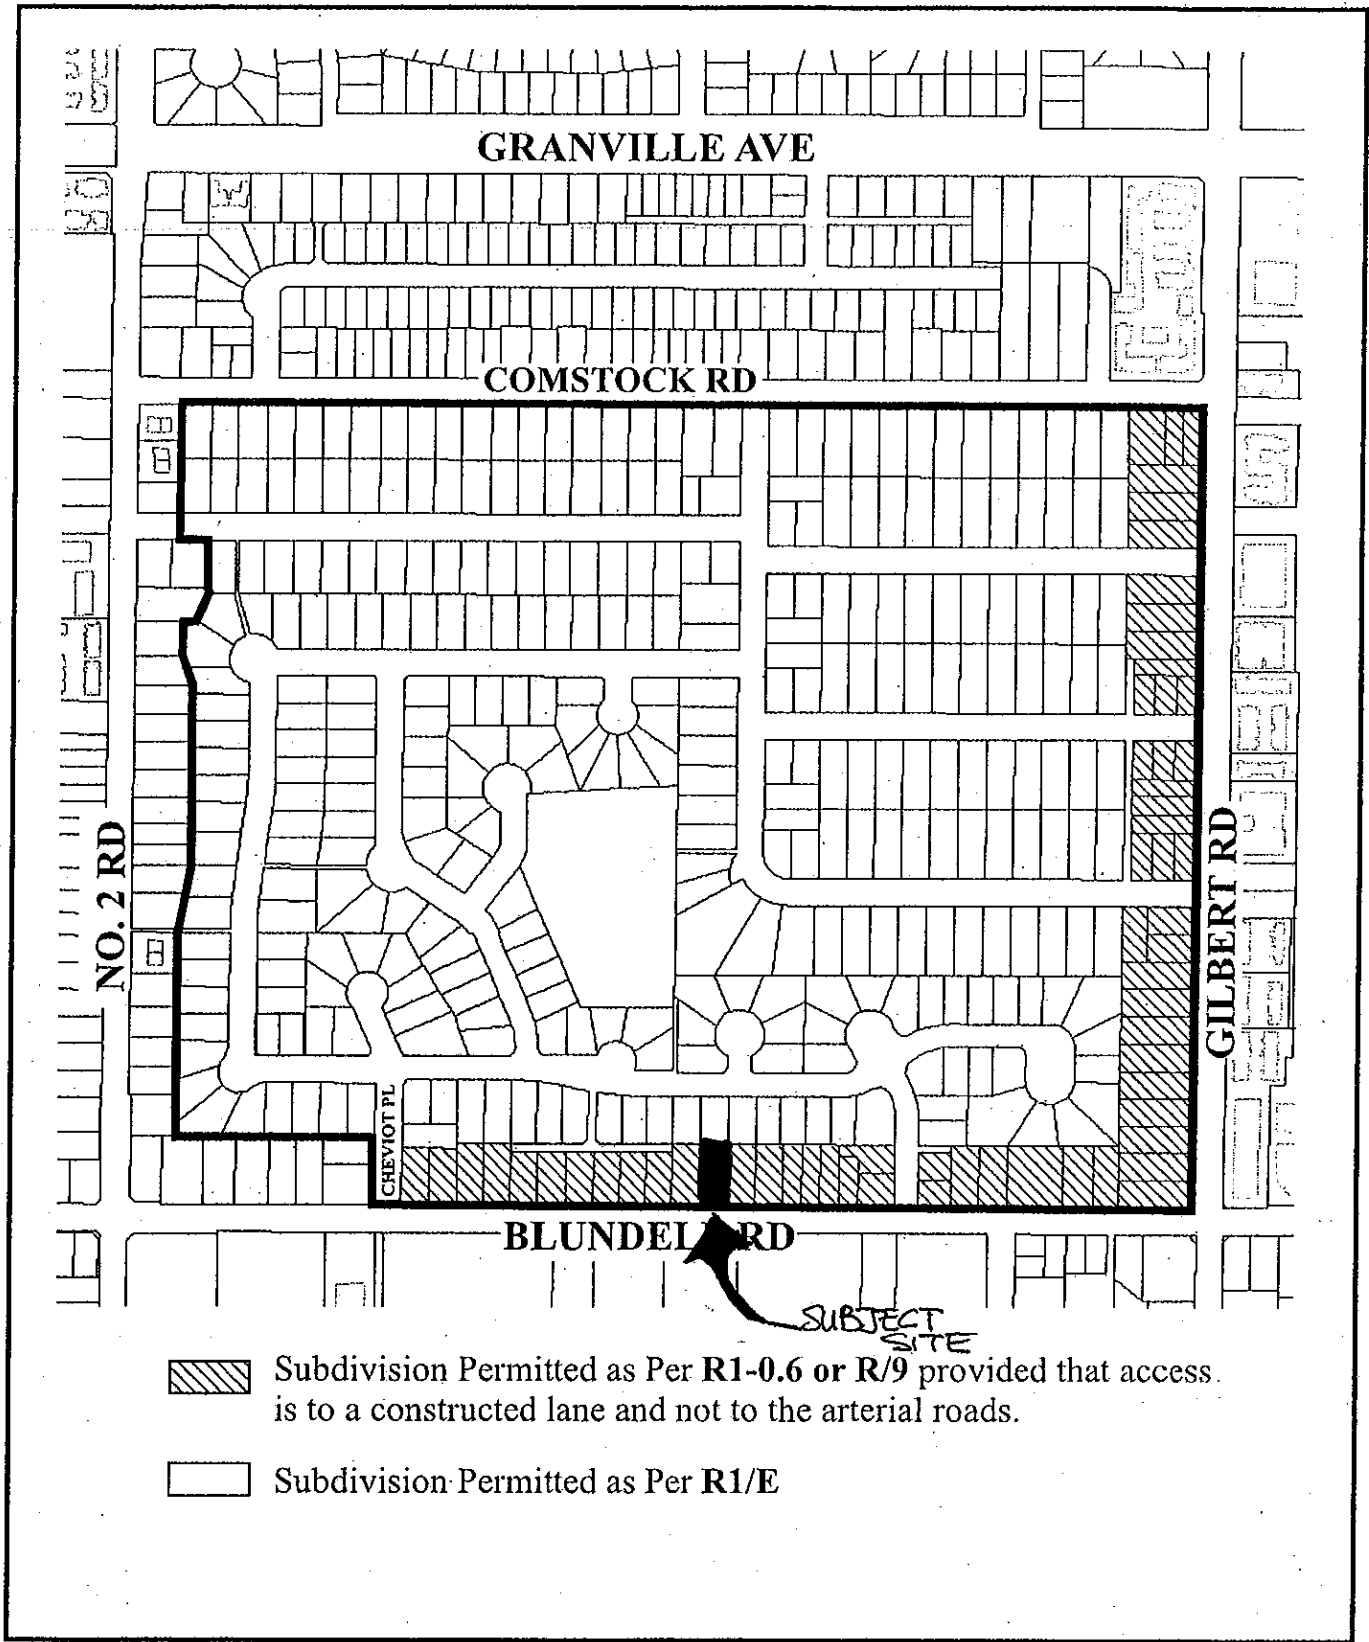 GRANVILLE AVE
COMSTOCK RD
NO. 2 RD
GILBERT RD
CHEVIOT PL
BLUNDELL RD
SUBJECT
SITE
Subdivision Permitted as Per R1-0.6 or R/9 provided that access
is to a constructed lane and not to the arterial roads.
Subdivision Permitted as Per R1/E